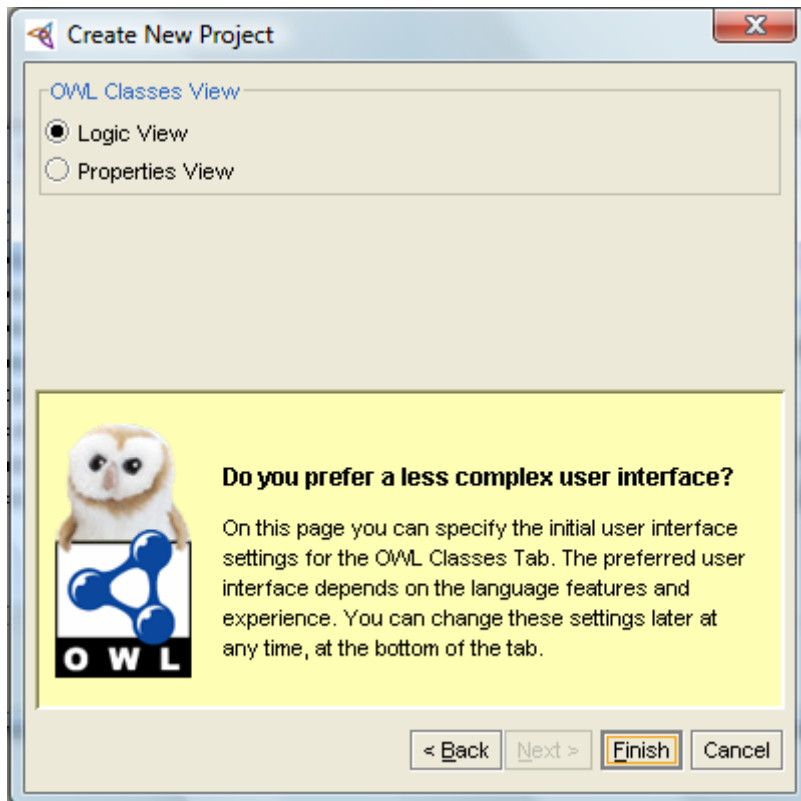 Create New Project
OWL Classes View
Logic View
Properties View
Do you prefer a less complex user interface?
On this page you can specify the initial user interface
settings for the OWL Classes Tab. The preferred user
interface depends on the language features and
experience. You can change these settings later at
any time, at the bottom of the tab.
OWL
< Back Next > Finish Cancel